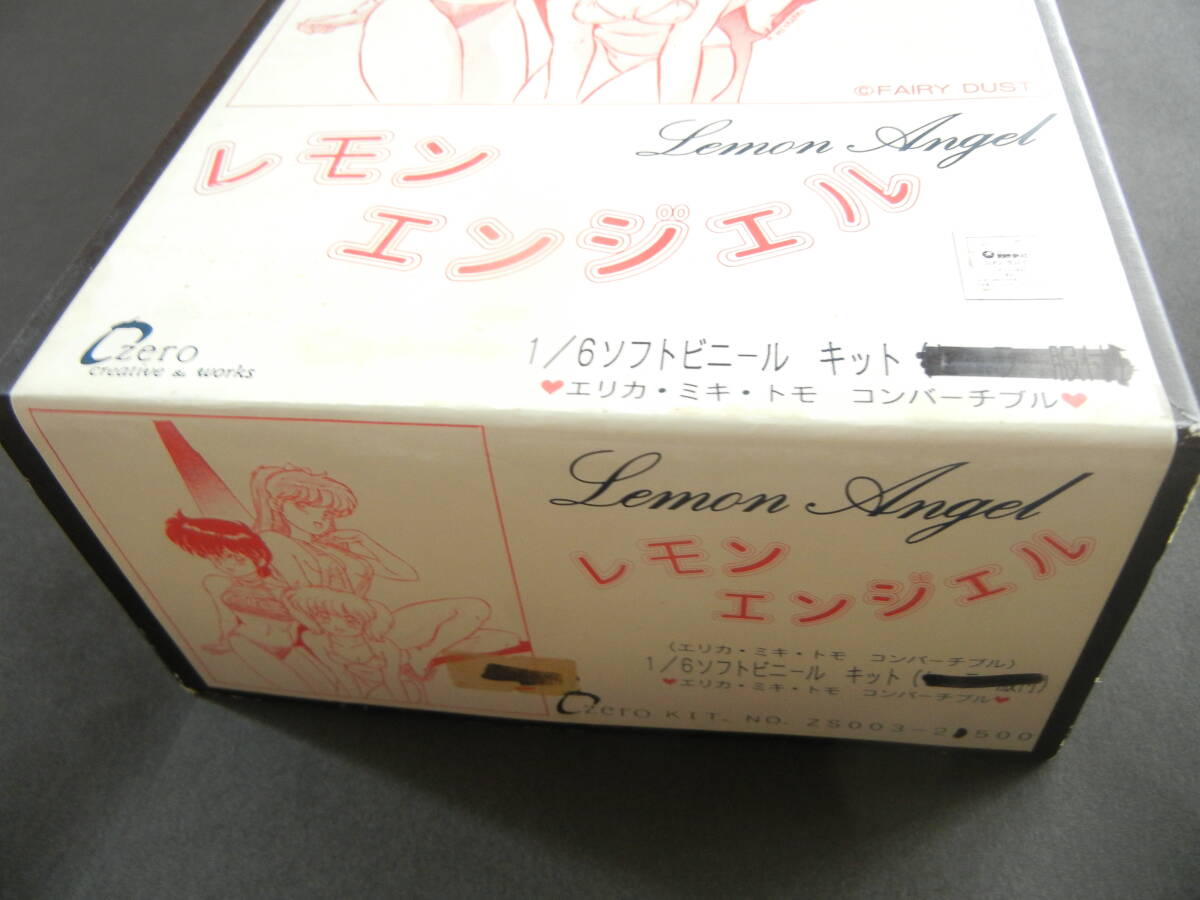 ©FAIRY DUST
Lemon Angel
レモン
エンジェル
Czero
creative & works
1/6ソフトビニール キット
❤エリカ・ミキ・トモ コンバーチブル❤
Lemon Angel
レモン
エンジェル
(エリカ・ミキ・トモ コンバーチブル)
1/6ソフトビニール キット
❤エリカ・ミキ・トモ コンバーチブル❤
Czero KIT. NO. ZS003-2 500